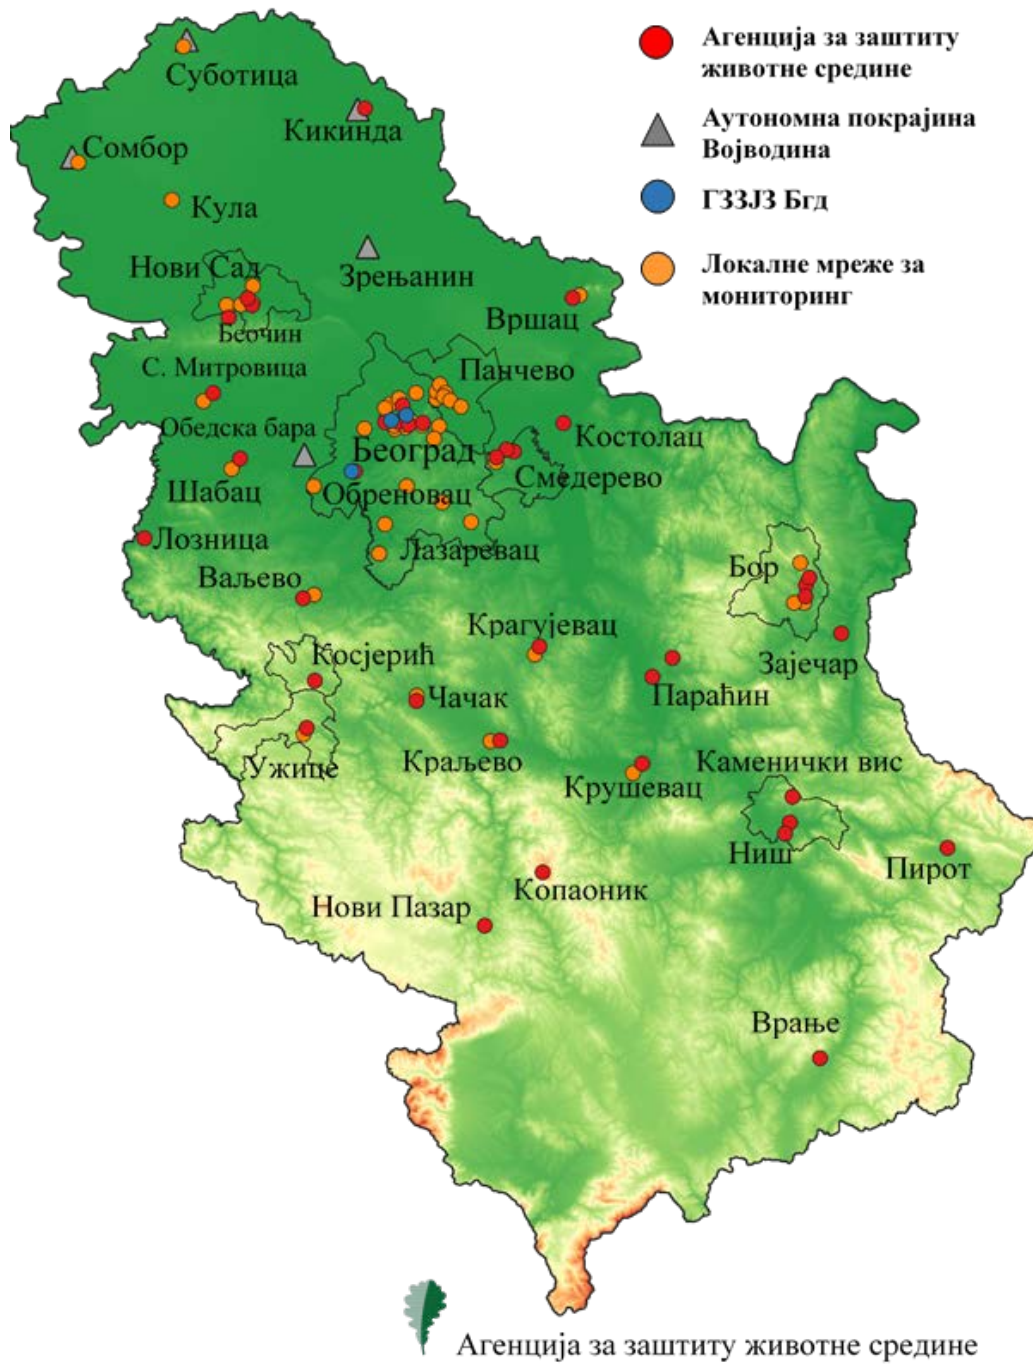 Агенција за заштиту
животне средине
Аутономна покрајина
Војводина
ГЗЗЈЗ Бгд
Локалне мреже за
мониторинг
Суботица
Кикинда
Сомбор
Кула
Нови Сад
Зрењанин
Беочин
Вршац
С. Митровица
Панчево
Обедска бара
Београд
Костолац
Шабац
Обреновац
Смедерево
Лозница
Лазаревац
Ваљево
Бор
Крагујевац
Косјерић
Зајечар
Чачак
Параћин
Ужице
Краљево
Крушевац
Каменички вис
Ниш
Пирот
Копаоник
Нови Пазар
Врање
Агенција за заштиту животне средине